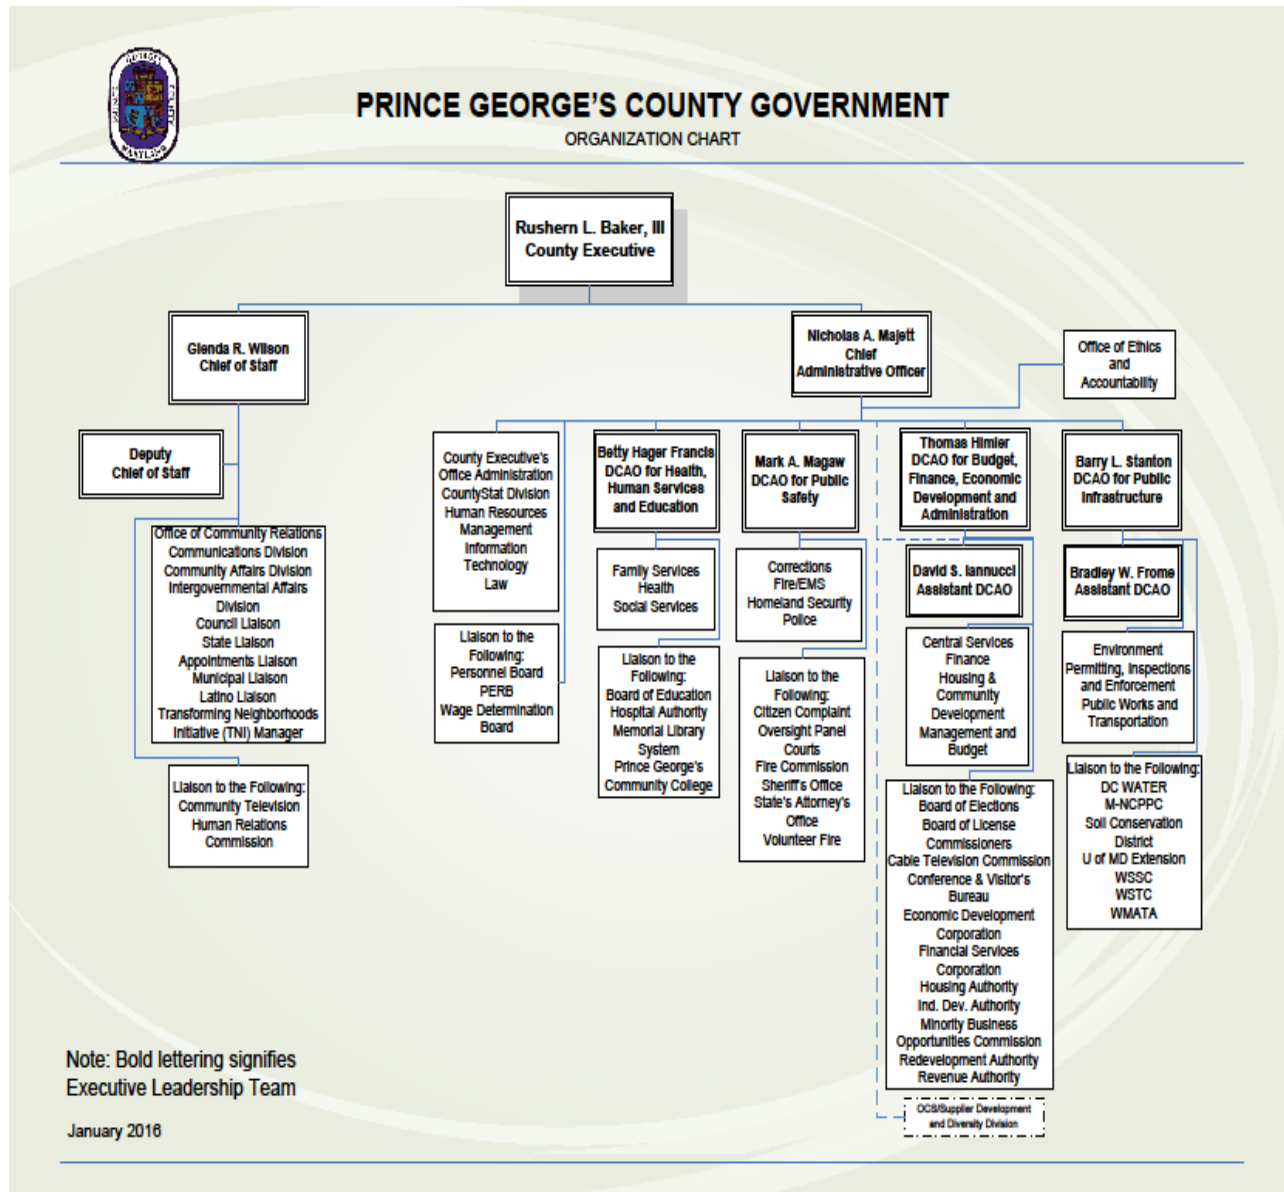 PRINCE GEORGE'S COUNTY GOVERNMENT
ORGANIZATION CHART
Rushern L. Baker, III
County Executive
Glenda R. Wilson
Chief of Staff
Nicholas A. Majett
Chief
Administrative Officer
Office of Ethics
and
Accountability
Deputy
Chief of Staff
Office of Community Relations
Communications Division
Community Affairs Division
Intergovernmental Affairs
Division
Council Liaison
State Liaison
Appointments Liaison
Municipal Liaison
Latino Liaison
Transforming Neighborhoods
Initiative (TNI) Manager
Liaison to the Following:
Community Television
Human Relations
Commission
County Executive's
Office Administration
CountyStat Division
Human Resources
Management
Information
Technology
Law
Liaison to the
Following:
Personnel Board
PERB
Wage Determination
Board
Betty Hager Francis
DCAO for Health,
Human Services
and Education
Family Services
Health
Social Services
Liaison to the
Following:
Board of Education
Hospital Authority
Memorial Library
System
Prince George's
Community College
Mark A. Magaw
DCAO for Public
Safety
Corrections
Fire/EMS
Homeland Security
Police
Liaison to the
Following:
Citizen Complaint
Oversight Panel
Courts
Fire Commission
Sheriff's Office
State's Attorney's
Office
Volunteer Fire
Thomas Himler
DCAO for Budget,
Finance, Economic
Development and
Administration
David S. Iannucci
Assistant DCAO
Central Services
Finance
Housing &
Community
Development
Management and
Budget
Liaison to the Following:
Board of Elections
Board of License
Commissioners
Cable Television Commission
Conference & Visitor's
Bureau
Economic Development
Corporation
Financial Services
Corporation
Housing Authority
Ind. Dev. Authority
Minority Business
Opportunities Commission
Redevelopment Authority
Revenue Authority
OCS/Supplier Development
and Diversity Division
Barry L. Stanton
DCAO for Public
Infrastructure
Bradley W. Frome
Assistant DCAO
Environment
Permitting, Inspections
and Enforcement
Public Works and
Transportation
Liaison to the Following:
DC WATER
M-NCPPC
Soil Conservation
District
U of MD Extension
WSSC
WSTC
WMATA
Note: Bold lettering signifies
Executive Leadership Team
January 2016